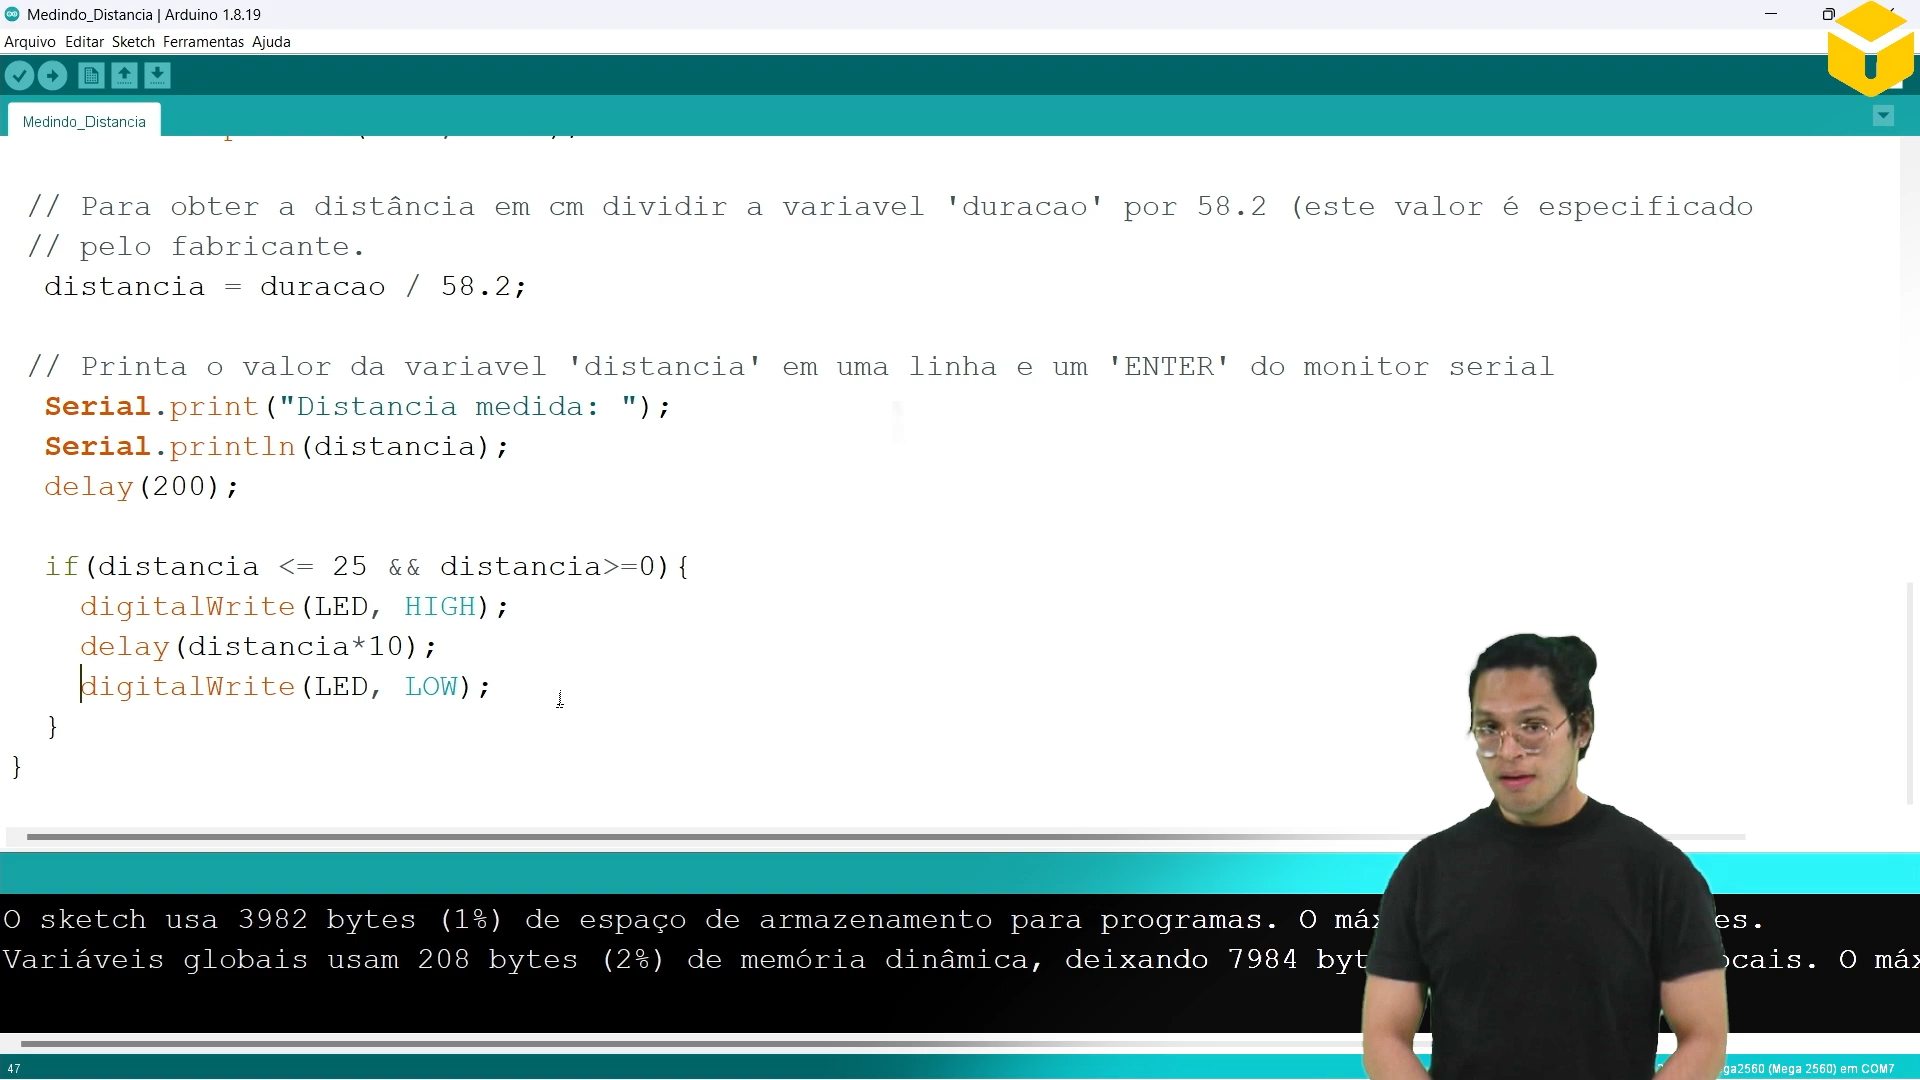 Medindo_Distancia | Arduino 1.8.19
Arquivo Editar Sketch Ferramentas Ajuda
Medindo_Distancia
// Para obter a distância em cm dividir a variavel 'duracao' por 58.2 (este valor é especificado
// pelo fabricante.
distancia = duracao / 58.2;
// Printa o valor da variavel 'distancia' em uma linha e um 'ENTER' do monitor serial
Serial.print("Distancia medida: ");
Serial.println(distancia);
delay(200);
if(distancia <= 25 && distancia>=0){
digitalWrite(LED, HIGH);
delay(distancia*10);
digitalWrite(LED, LOW);
}
}
O sketch usa 3982 bytes (1%) de espaço de armazenamento para programas. O máx es.
Variáveis globais usam 208 bytes (2%) de memória dinâmica, deixando 7984 byt ocais. O máx
47 ga2560 (Mega 2560) em COM7